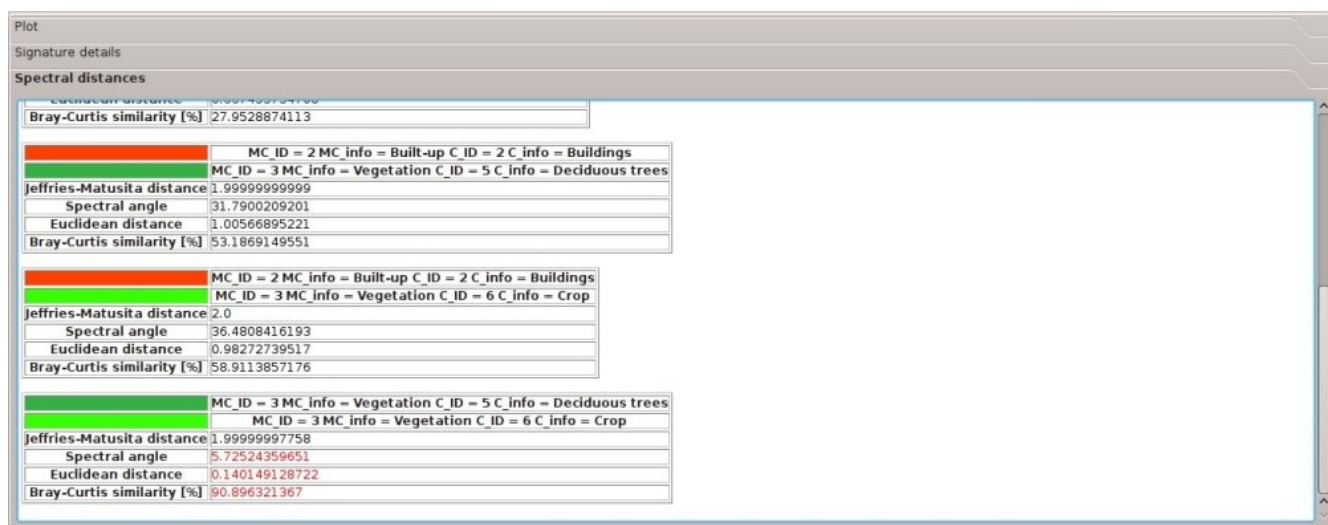 Plot
Signature details
Spectral distances
Euclidean distance
Bray-Curtis similarity [%] 27.9528874113
MC_ID = 2 MC_info = Built-up C_ID = 2 C_info = Buildings
MC_ID = 3 MC_info = Vegetation C_ID = 5 C_info = Deciduous trees
Jeffries-Matusita distance 1.99999999999
Spectral angle 31.7900209201
Euclidean distance 1.00566895221
Bray-Curtis similarity [%] 53.1869149551
MC_ID = 2 MC_info = Built-up C_ID = 2 C_info = Buildings
MC_ID = 3 MC_info = Vegetation C_ID = 6 C_info = Crop
Jeffries-Matusita distance 2.0
Spectral angle 36.4808416193
Euclidean distance 0.98272739517
Bray-Curtis similarity [%] 58.9113857176
MC_ID = 3 MC_info = Vegetation C_ID = 5 C_info = Deciduous trees
MC_ID = 3 MC_info = Vegetation C_ID = 6 C_info = Crop
Jeffries-Matusita distance 1.99999997758
Spectral angle 5.72524359651
Euclidean distance 0.140149128722
Bray-Curtis similarity [%] 90.896321367